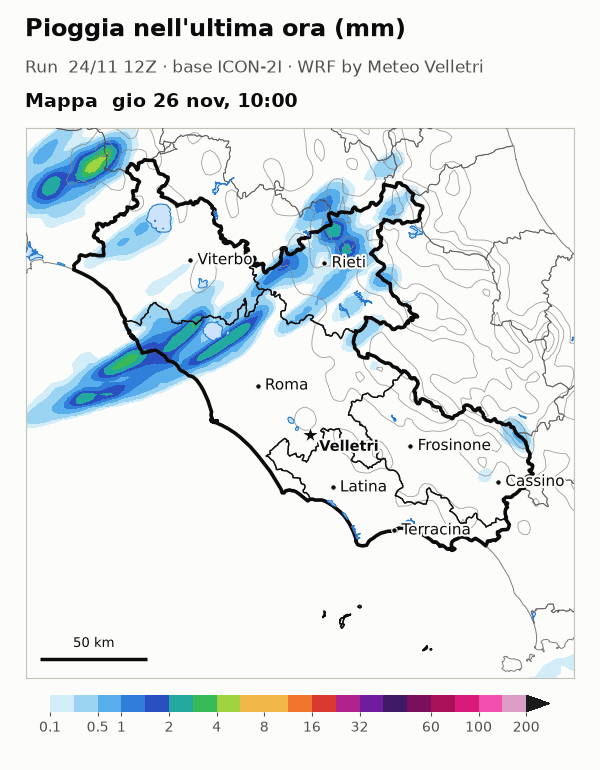 Pioggia nell'ultima ora (mm)
Run  24/11 12Z · base ICON-2I · WRF by Meteo Velletri
Mappa  gio 26 nov, 10:00
Viterbo
Rieti
Roma
Velletri
Frosinone
Latina
Cassino
Terracina
50 km
0.1 0.5 1 2 4 8 16 32 60 100 200